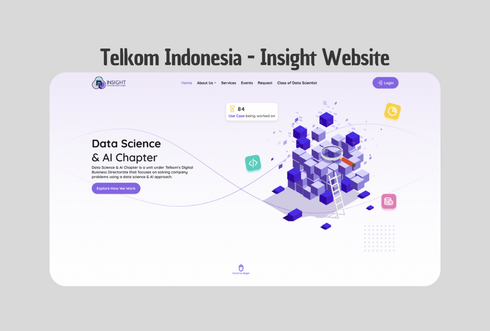 Telkom Indonesia - Insight Website
INSIGHT
Home About Us Services Events Request Class of Data Scientist Login
84
Use Case being worked on
Data Science
& AI Chapter
Data Science & AI Chapter is a unit under Telkom's Digital
Business Directorate that focuses on solving company
problems using a data science & AI approach.
Explore How We Work